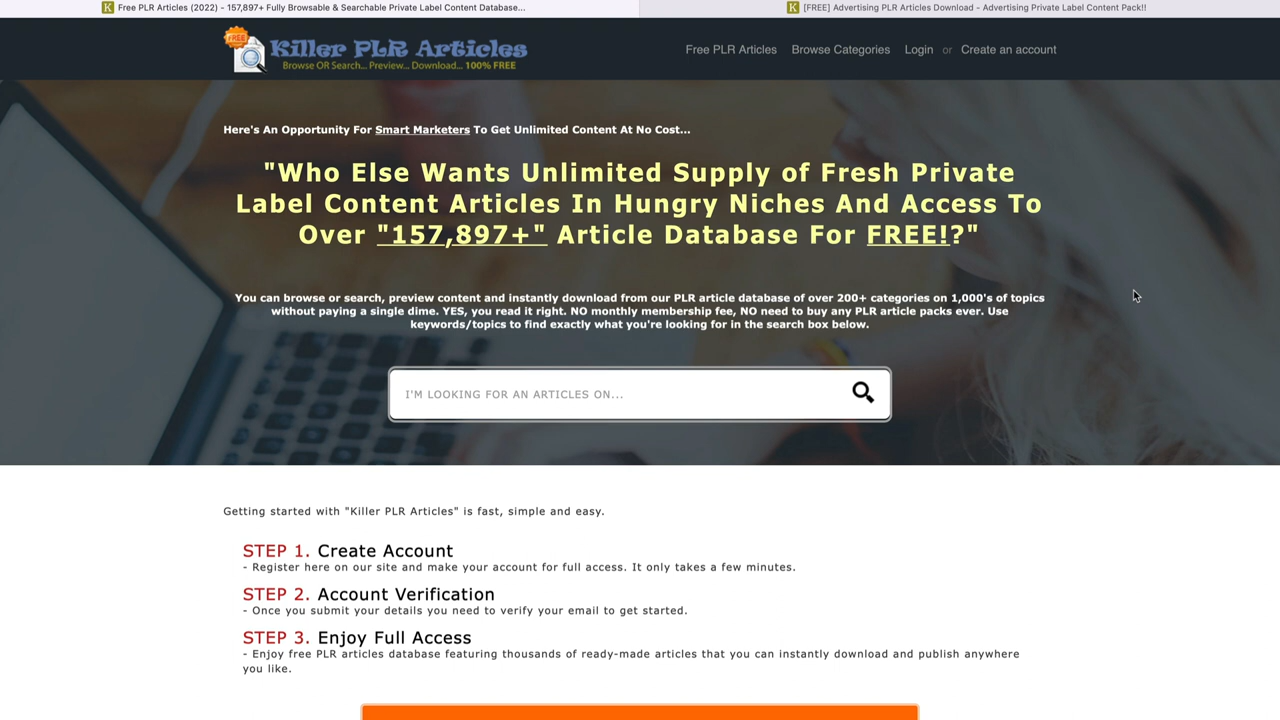 Free PLR Articles (2022) - 157,897+ Fully Browsable & Searchable Private Label Content Database...
[FREE] Advertising PLR Articles Download - Advertising Private Label Content Pack!!
FREE
Killer PLR Articles
Browse OR Search... Preview... Download... 100% FREE
Free PLR Articles
Browse Categories
Login or Create an account
Here's An Opportunity For Smart Marketers To Get Unlimited Content At No Cost...
"Who Else Wants Unlimited Supply of Fresh Private
Label Content Articles In Hungry Niches And Access To
Over "157,897+" Article Database For FREE!?"
You can browse or search, preview content and instantly download from our PLR article database of over 200+ categories on 1,000's of topics
without paying a single dime. YES, you read it right. NO monthly membership fee, NO need to buy any PLR article packs ever. Use
keywords/topics to find exactly what you're looking for in the search box below.
I'M LOOKING FOR AN ARTICLES ON...
Getting started with "Killer PLR Articles" is fast, simple and easy.
STEP 1. Create Account
- Register here on our site and make your account for full access. It only takes a few minutes.
STEP 2. Account Verification
- Once you submit your details you need to verify your email to get started.
STEP 3. Enjoy Full Access
- Enjoy free PLR articles database featuring thousands of ready-made articles that you can instantly download and publish anywhere
you like.